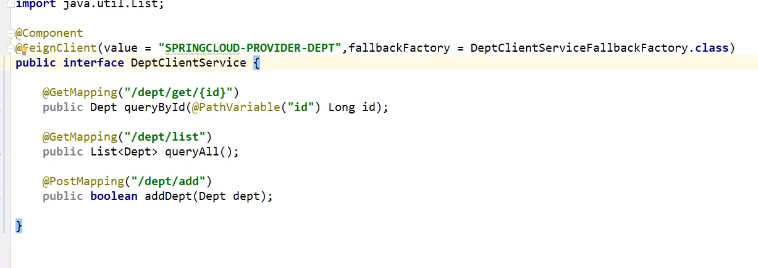 import java.util.List;
@Component
@FeignClient(value = "SPRINGCLOUD-PROVIDER-DEPT",fallbackFactory = DeptClientServiceFallbackFactory.class)
public interface DeptClientService {
@GetMapping("/dept/get/{id}")
public Dept queryById(@PathVariable("id") Long id);
@GetMapping("/dept/list")
public List<Dept> queryAll();
@PostMapping("/dept/add")
public boolean addDept(Dept dept);
}